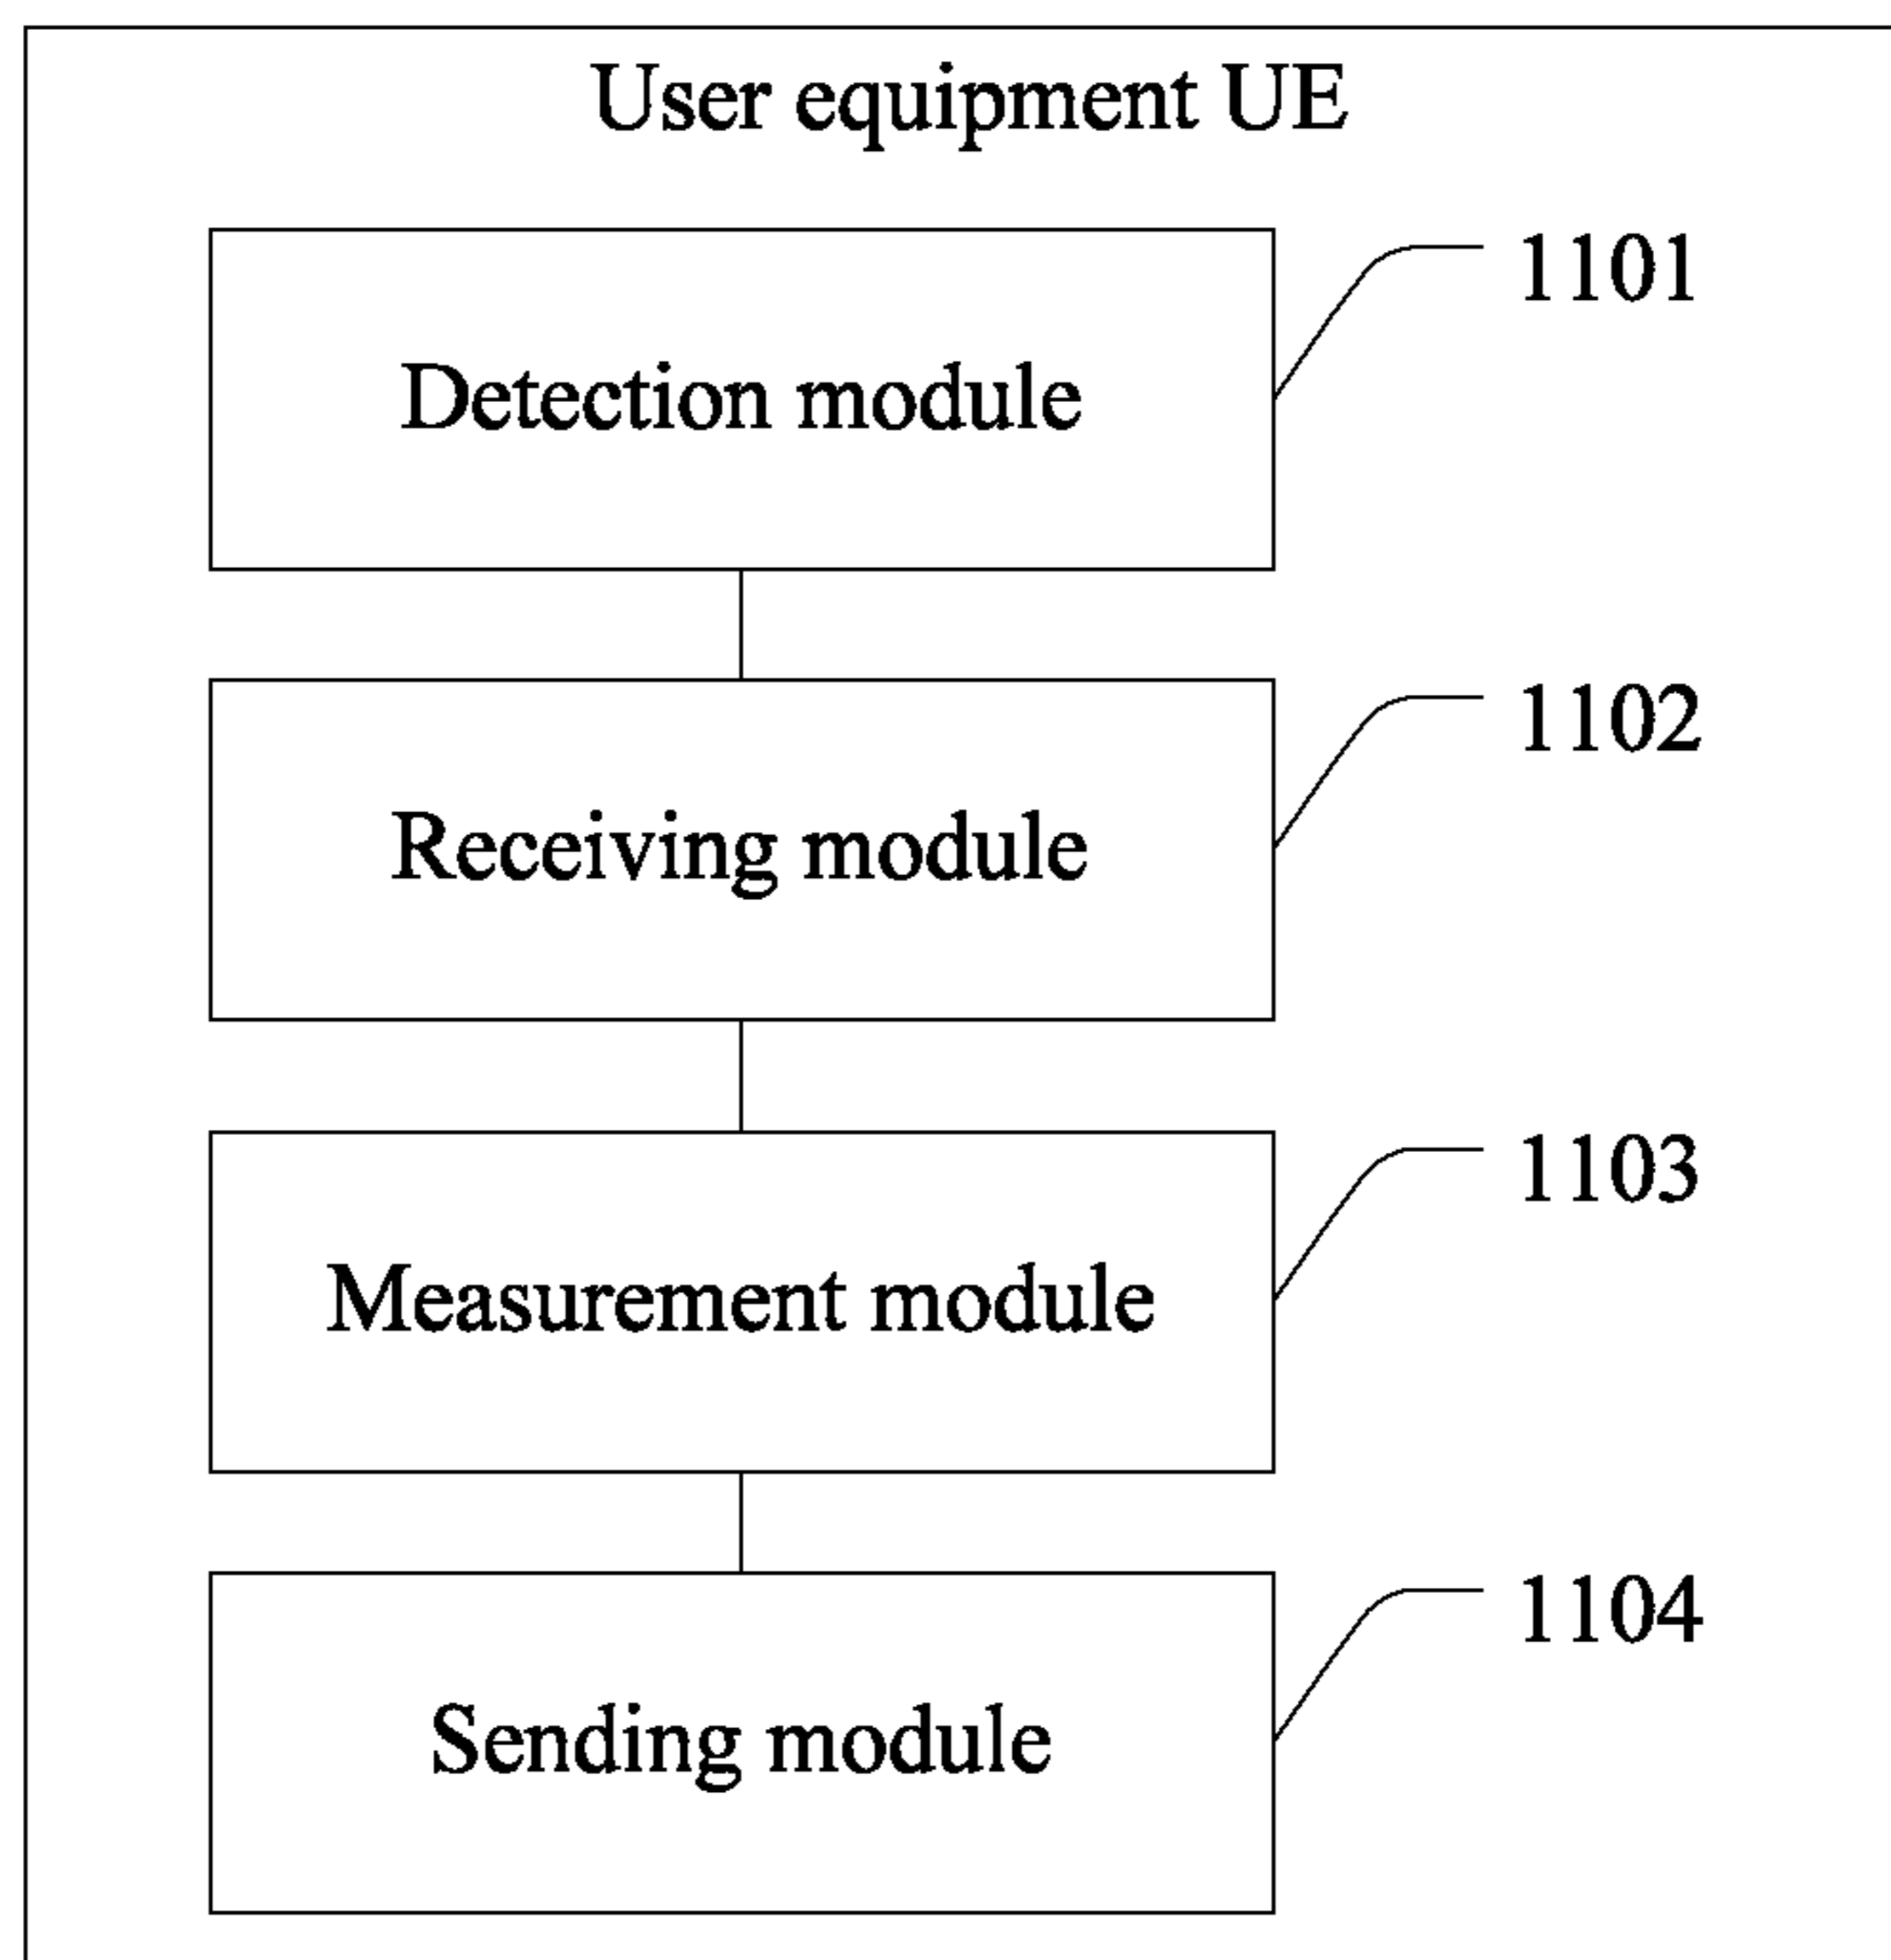 User equipment UE
1101
Detection module
1102
Receiving module
1103
Measurement module
1104
Sending module